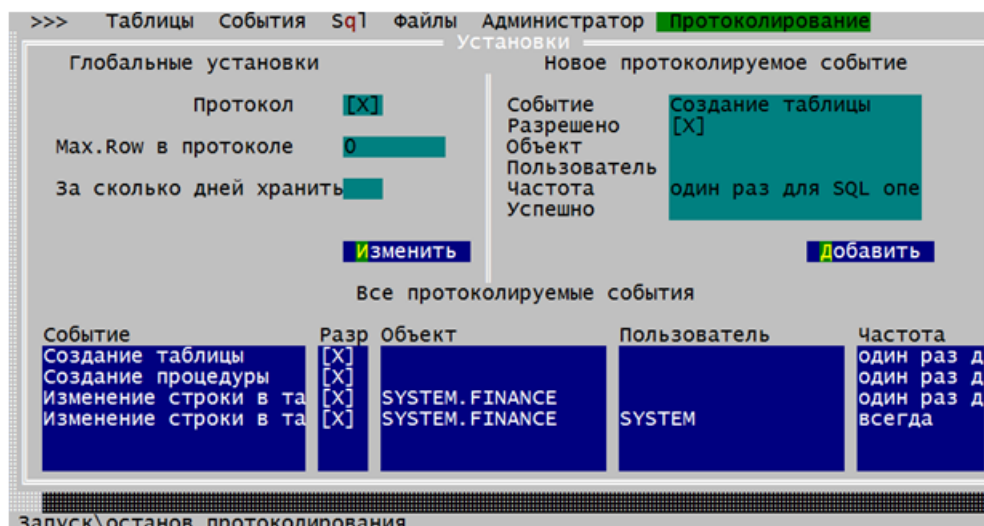 >>> Таблицы События Sql Файлы Администратор Протоколирование
Установки
Глобальные установки
Протокол [X]
Max.Row в протоколе 0
За сколько дней хранить
Изменить
Новое протоколируемое событие
Событие Создание таблицы
Разрешено [X]
Объект
Пользователь
Частота один раз для SQL опе
Успешно
Добавить
Все протоколируемые события
Событие Разр Объект Пользователь Частота
Создание таблицы [X] один раз д
Создание процедуры [X] один раз д
Изменение строки в та [X] SYSTEM.FINANCE один раз д
Изменение строки в та [X] SYSTEM.FINANCE SYSTEM всегда
Запуск\останов протоколирования